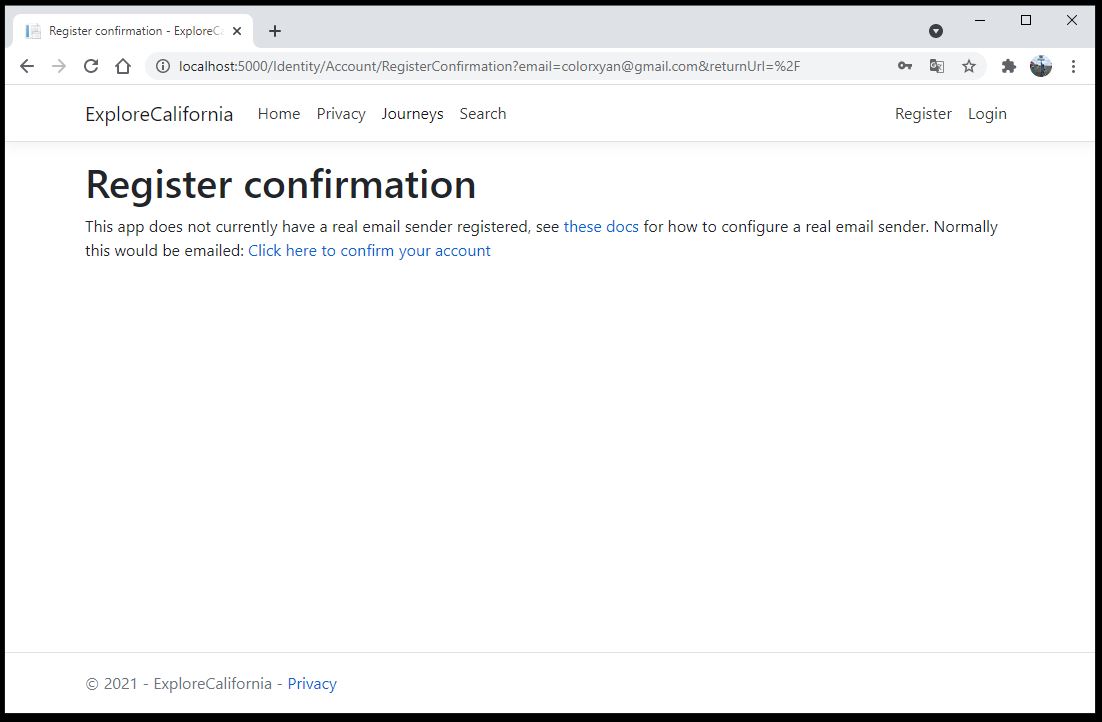 Register confirmation - ExploreCa
localhost:5000/Identity/Account/RegisterConfirmation?email=colorxyan@gmail.com&returnUrl=%2F
ExploreCalifornia Home Privacy Journeys Search Register Login
Register confirmation
This app does not currently have a real email sender registered, see these docs for how to configure a real email sender. Normally
this would be emailed: Click here to confirm your account
© 2021 - ExploreCalifornia - Privacy